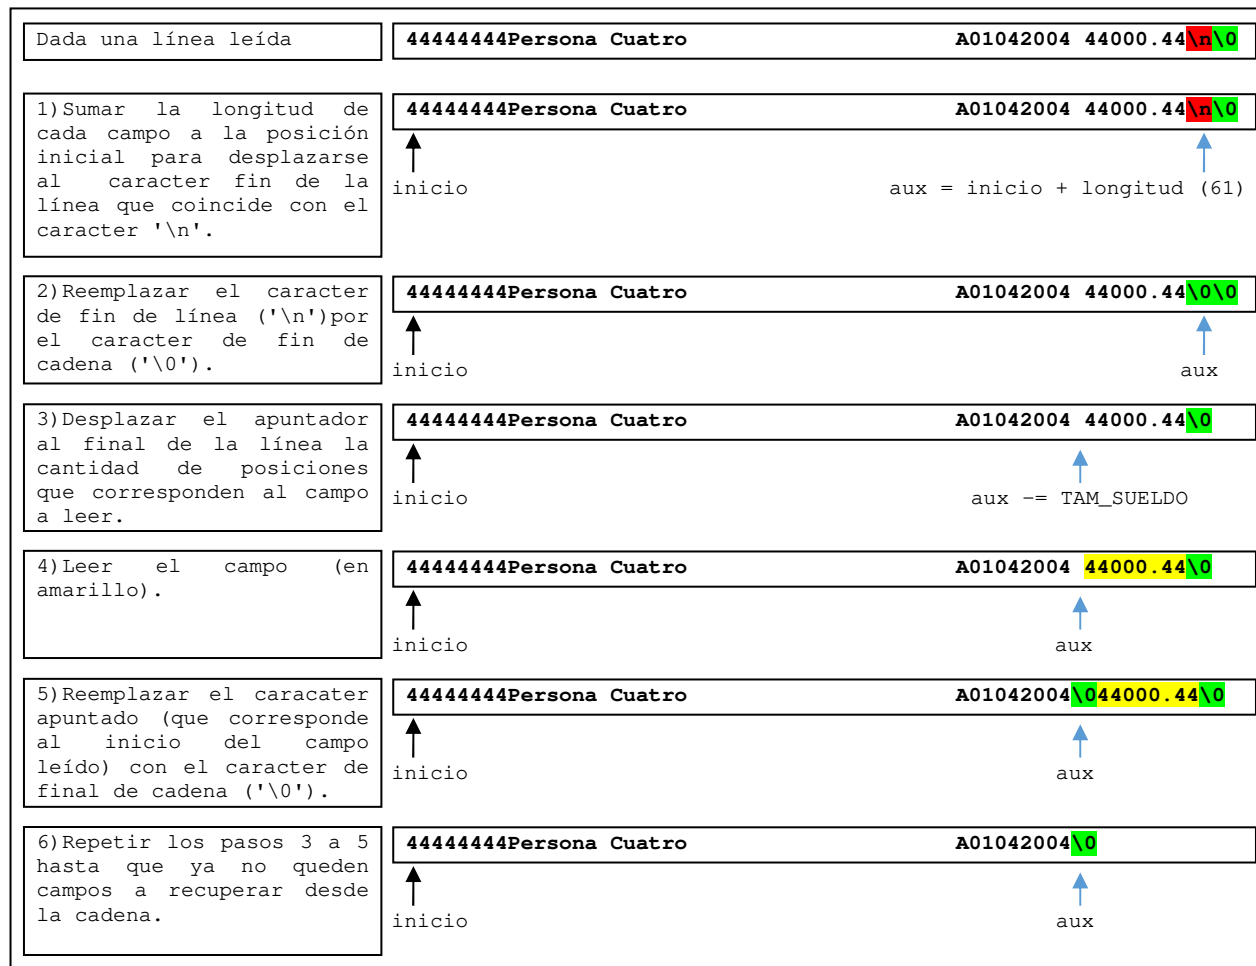 Dada una línea leída
44444444Persona Cuatro A01042004 44000.44\n\0
1)Sumar la longitud de
cada campo a la posición
inicial para desplazarse
al caracter fin de la
línea que coincide con el
caracter '\n'.
44444444Persona Cuatro A01042004 44000.44\n\0
inicio
aux = inicio + longitud (61)
2)Reemplazar el caracter
de fin de línea ('\n')por
el caracter de fin de
cadena ('\0').
44444444Persona Cuatro A01042004 44000.44\0\0
inicio
aux
3)Desplazar el apuntador
al final de la línea la
cantidad de posiciones
que corresponden al campo
a leer.
44444444Persona Cuatro A01042004 44000.44\0
inicio
aux -= TAM_SUELDO
4)Leer el campo (en
amarillo).
44444444Persona Cuatro A01042004 44000.44\0
inicio
aux
5)Reemplazar el caracater
apuntado (que corresponde
al inicio del campo
leído) con el caracter de
final de cadena ('\0').
44444444Persona Cuatro A01042004\044000.44\0
inicio
aux
6)Repetir los pasos 3 a 5
hasta que ya no queden
campos a recuperar desde
la cadena.
44444444Persona Cuatro A01042004\0
inicio
aux